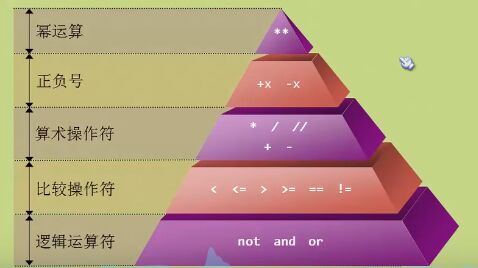 幂运算
**
正负号
+x -x
算术操作符
* / //
+ -
比较操作符
< <= > >= == !=
逻辑运算符
not and or